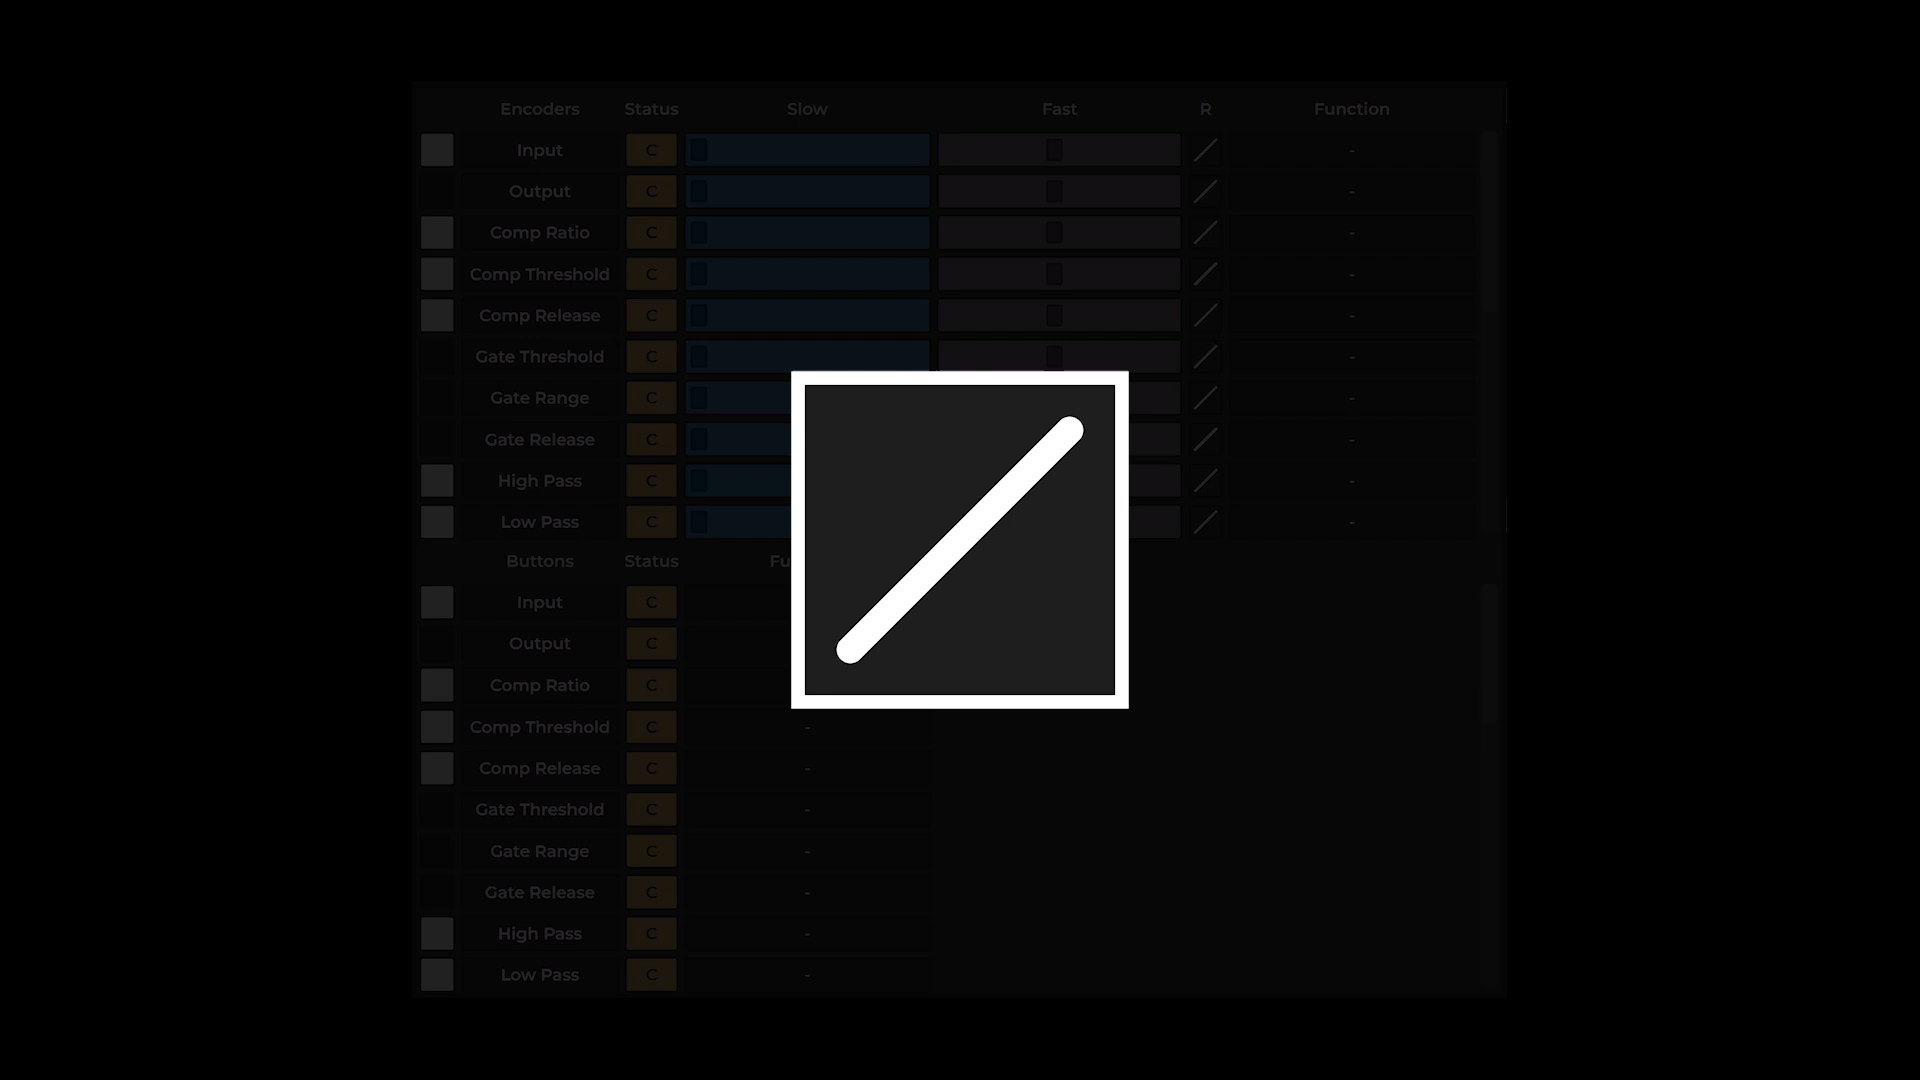 Encoders Status Slow Fast R Function
Input C -
Output C -
Comp Ratio C -
Comp Threshold C -
Comp Release C -
Gate Threshold C -
Gate Range C -
Gate Release C -
High Pass C -
Low Pass C -
Buttons Status Fu
Input C
Output C
Comp Ratio C
Comp Threshold C -
Comp Release C -
Gate Threshold C -
Gate Range C -
Gate Release C -
High Pass C -
Low Pass C -